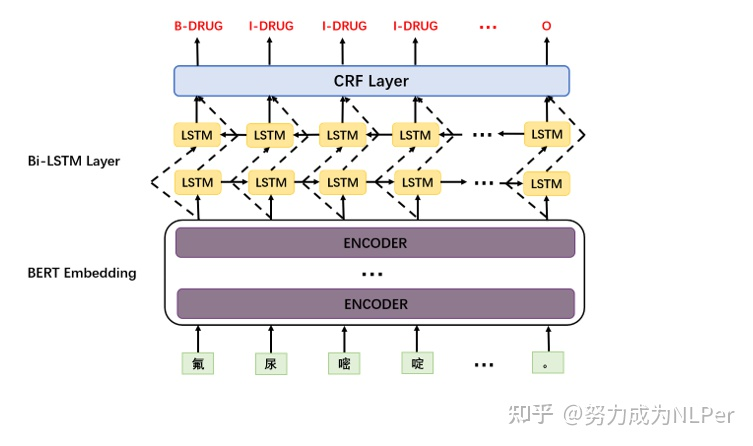 B-DRUG I-DRUG I-DRUG I-DRUG ... O
CRF Layer
LSTM LSTM LSTM LSTM ... LSTM
Bi-LSTM Layer
LSTM LSTM LSTM LSTM ... LSTM
ENCODER
BERT Embedding
...
ENCODER
氟 尿 嘧 啶 ... 。
知乎 @努力成为NLPer